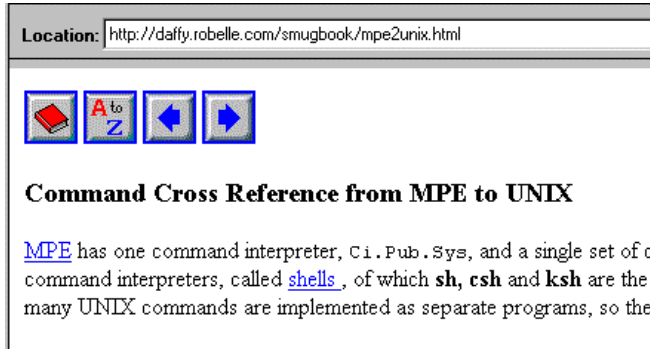 Location: http://daffy.robelle.com/smugbook/mpe2unix.html
A to Z
Command Cross Reference from MPE to UNIX
MPE has one command interpreter, Ci.Pub.Sys, and a single set of
command interpreters, called shells , of which sh, csh and ksh are the
many UNIX commands are implemented as separate programs, so the